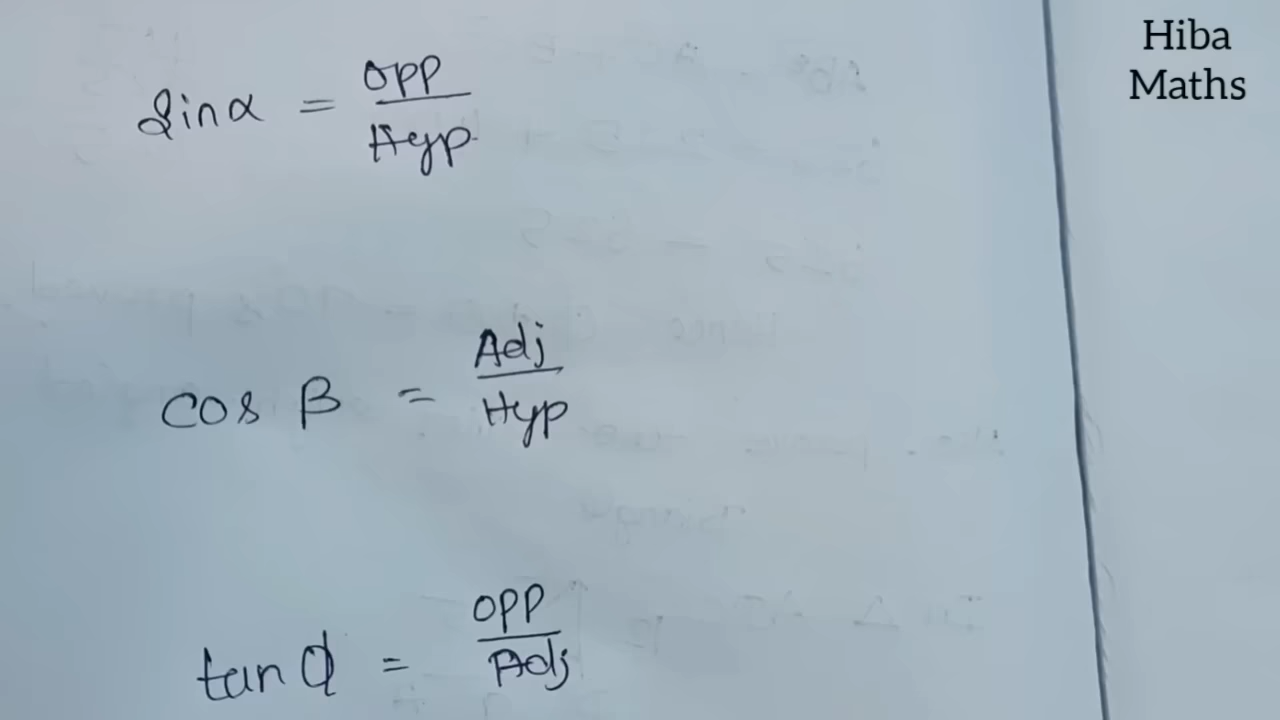 Hiba
Maths
Sinα = Opp/Hyp
cos β = Adj/Hyp
tan Φ = Opp/Adj